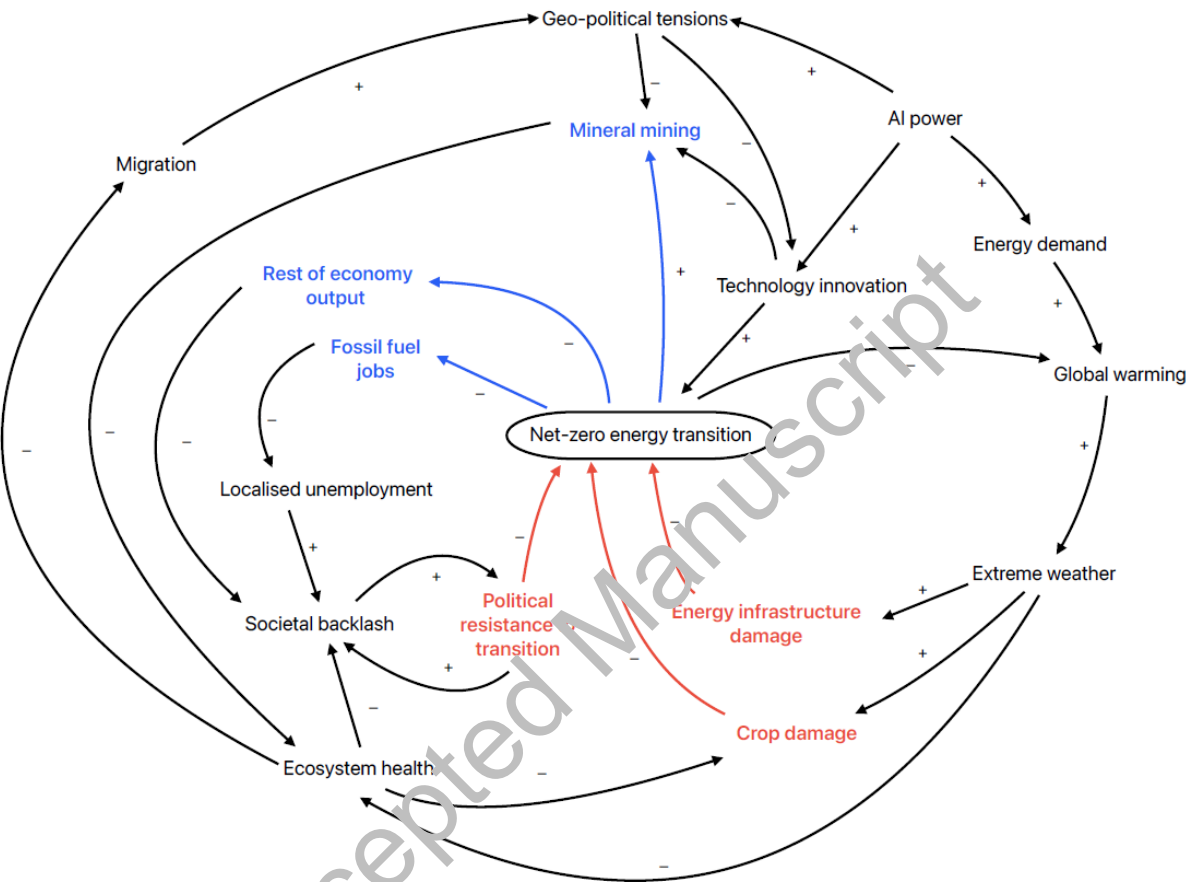 Geo-political tensions
+
+
–
Mineral mining
AI power
Migration
–
+
–
+
Energy demand
Rest of economy
output
+
Technology innovation
+
–
+
Fossil fuel
jobs
–
Global warming
–
–
Net-zero energy transition
–
–
–
+
Localised unemployment
–
–
+
+
Extreme weather
+
Political
resistance
transition
Energy infrastructure
damage
Societal backlash
+
–
+
–
Crop damage
Ecosystem health
–
–
cepted Manuscript